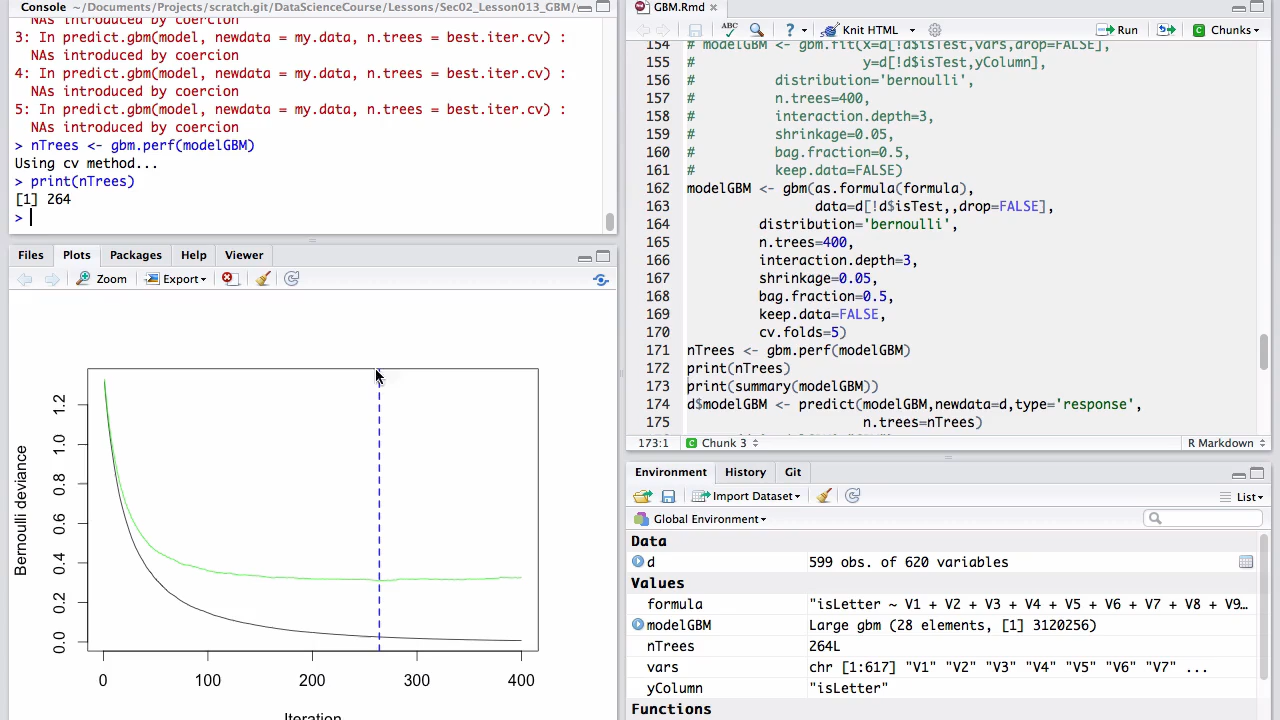 Console ~/Documents/Projects/scratch.git/DataScienceCourse/Lessons/Sec02_Lesson013_GBM/
NAs introduced by coercion
3: In predict.gbm(model, newdata = my.data, n.trees = best.iter.cv) :
NAs introduced by coercion
4: In predict.gbm(model, newdata = my.data, n.trees = best.iter.cv) :
NAs introduced by coercion
5: In predict.gbm(model, newdata = my.data, n.trees = best.iter.cv) :
NAs introduced by coercion
> nTrees <- gbm.perf(modelGBM)
Using cv method...
> print(nTrees)
[1] 264
>
Files Plots Packages Help Viewer
Zoom Export
Bernoulli deviance
0.0 0.2 0.4 0.6 0.8 1.0 1.2
0 100 200 300 400
Iteration
GBM.Rmd
ABC ? Knit HTML Run Chunks
154 # modelGBM <- gbm.fit(x=d[!d$isTest,vars,drop=FALSE],
155 # y=d[!d$isTest,yColumn],
156 # distribution='bernoulli',
157 # n.trees=400,
158 # interaction.depth=3,
159 # shrinkage=0.05,
160 # bag.fraction=0.5,
161 # keep.data=FALSE)
162 modelGBM <- gbm(as.formula(formula),
163 data=d[!d$isTest,,drop=FALSE],
164 distribution='bernoulli',
165 n.trees=400,
166 interaction.depth=3,
167 shrinkage=0.05,
168 bag.fraction=0.5,
169 keep.data=FALSE,
170 cv.folds=5)
171 nTrees <- gbm.perf(modelGBM)
172 print(nTrees)
173 print(summary(modelGBM))
174 d$modelGBM <- predict(modelGBM,newdata=d,type='response',
175 n.trees=nTrees)
173:1 C Chunk 3 R Markdown
Environment History Git
Import Dataset List
Global Environment
Data
d 599 obs. of 620 variables
Values
formula "isLetter ~ V1 + V2 + V3 + V4 + V5 + V6 + V7 + V8 + V9…
modelGBM Large gbm (28 elements, [1] 3120256)
nTrees 264L
vars chr [1:617] "V1" "V2" "V3" "V4" "V5" "V6" "V7" ...
yColumn "isLetter"
Functions